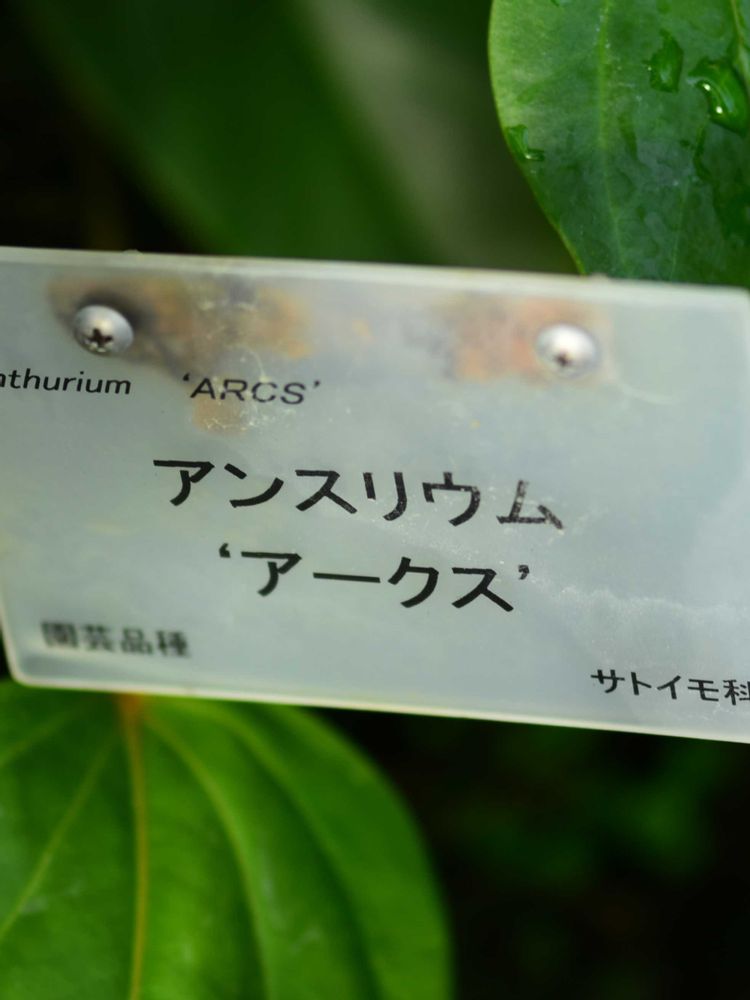 nthurium 'ARCS'
アンスリウム
'アークス'
園芸品種
サトイモ科